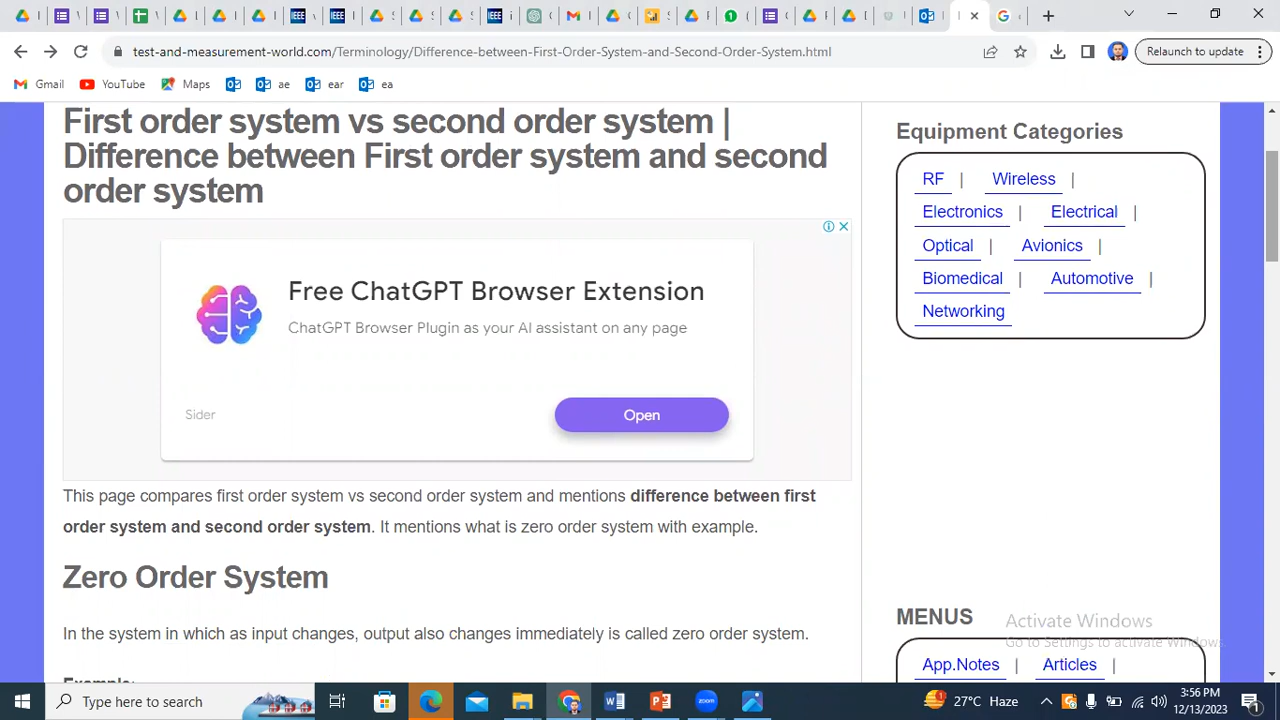 test-and-measurement-world.com/Terminology/Difference-between-First-Order-System-and-Second-Order-System.html
Relaunch to update
Gmail
YouTube
Maps
ae
ear
ea
First order system vs second order system |
Difference between First order system and second
order system
Free ChatGPT Browser Extension
ChatGPT Browser Plugin as your AI assistant on any page
Sider
Open
This page compares first order system vs second order system and mentions difference between first
order system and second order system. It mentions what is zero order system with example.
Zero Order System
In the system in which as input changes, output also changes immediately is called zero order system.
Example:
Equipment Categories
RF | Wireless |
Electronics | Electrical |
Optical | Avionics |
Biomedical | Automotive |
Networking
MENUS
Activate Windows
Go to Settings to activate Windows.
App.Notes | Articles |
Type here to search
27°C Haze
3:56 PM
12/13/2023